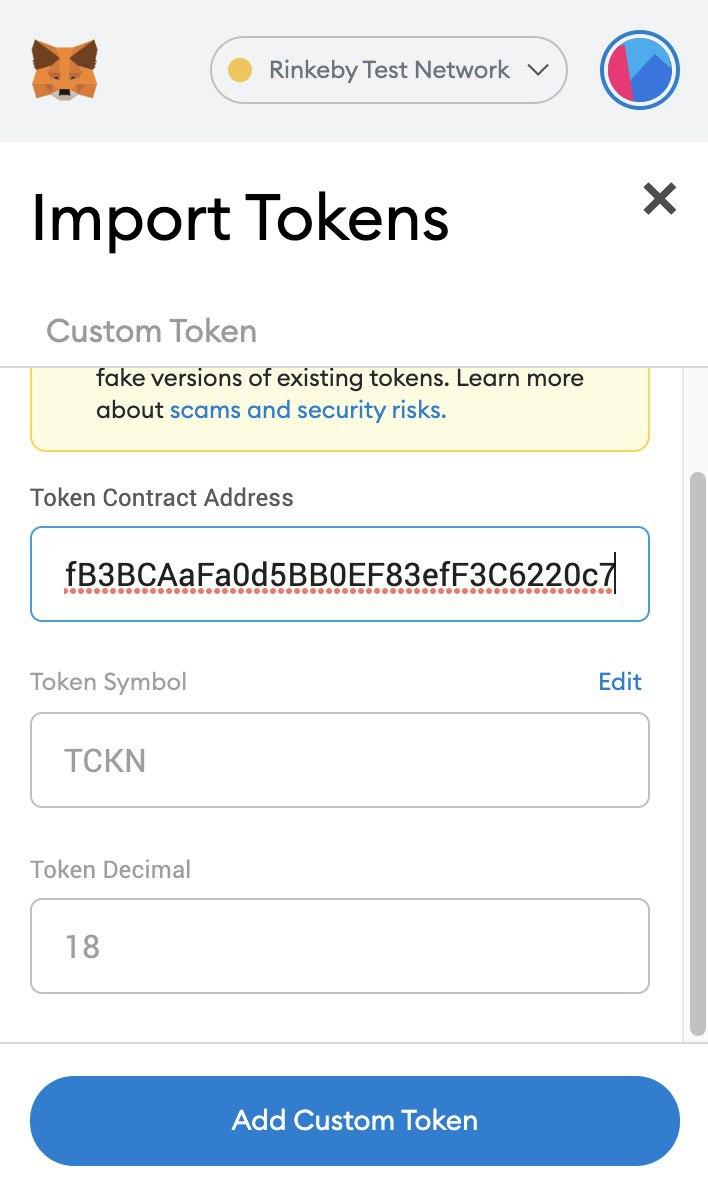 Rinkeby Test Network
Import Tokens
Custom Token
fake versions of existing tokens. Learn more
about scams and security risks.
Token Contract Address
fB3BCAaFa0d5BB0EF83efF3C6220c7
Token Symbol
Edit
TCKN
Token Decimal
18
Add Custom Token